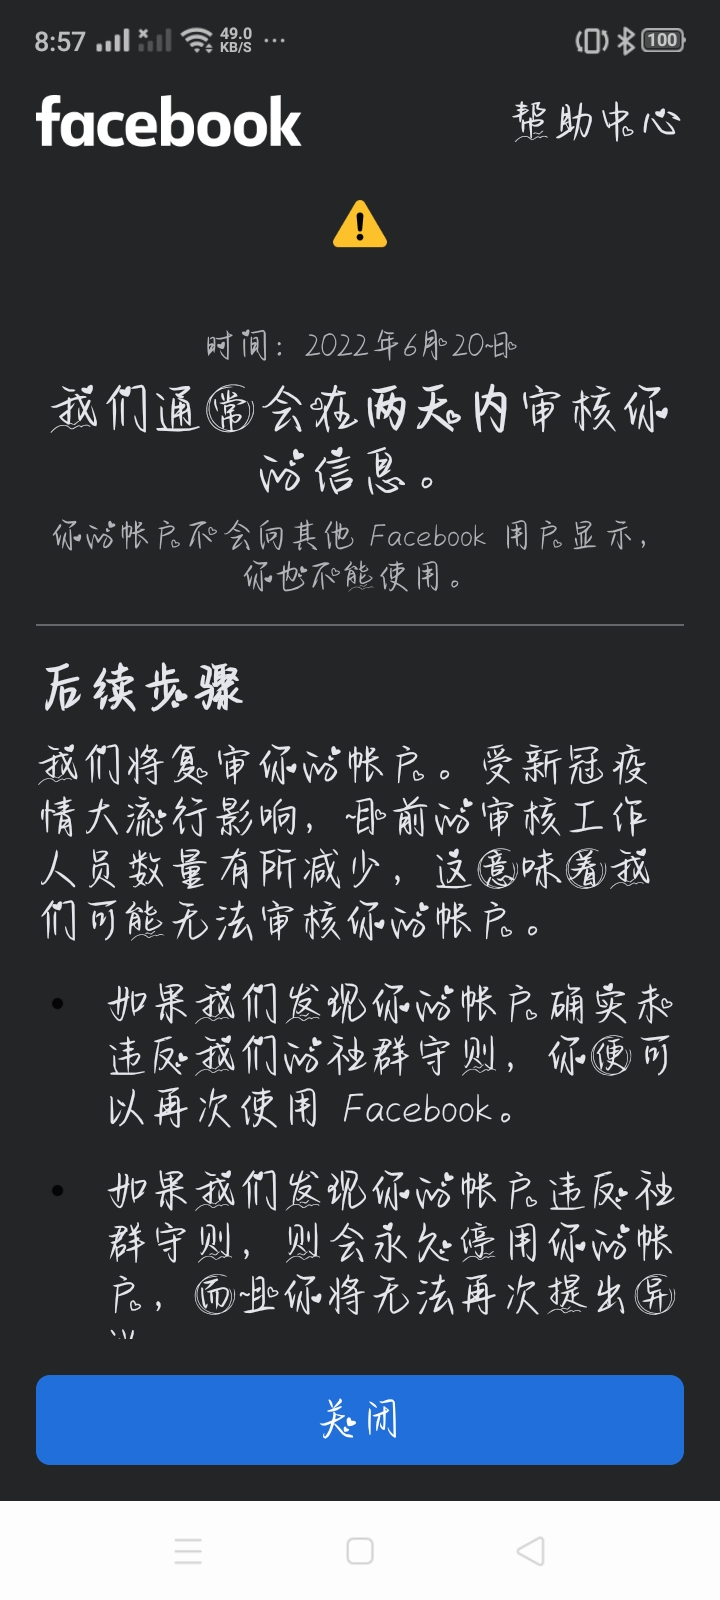 8:57
49.0
KB/S
100
facebook
帮助中心
时间：2022年6月20日
我们通常会在两天内审核你
的信息。
你的帐户不会向其他 Facebook 用户显示，
你也不能使用。
后续步骤
我们将复审你的帐户。受新冠疫
情大流行影响，目前的审核工作
人员数量有所减少，这意味着我
们可能无法审核你的帐户。
如果我们发现你的帐户确实未
违反我们的社群守则，你便可
以再次使用 Facebook。
如果我们发现你的帐户违反社
群守则，则会永久停用你的帐
户，而且你将无法再次提出异
关闭